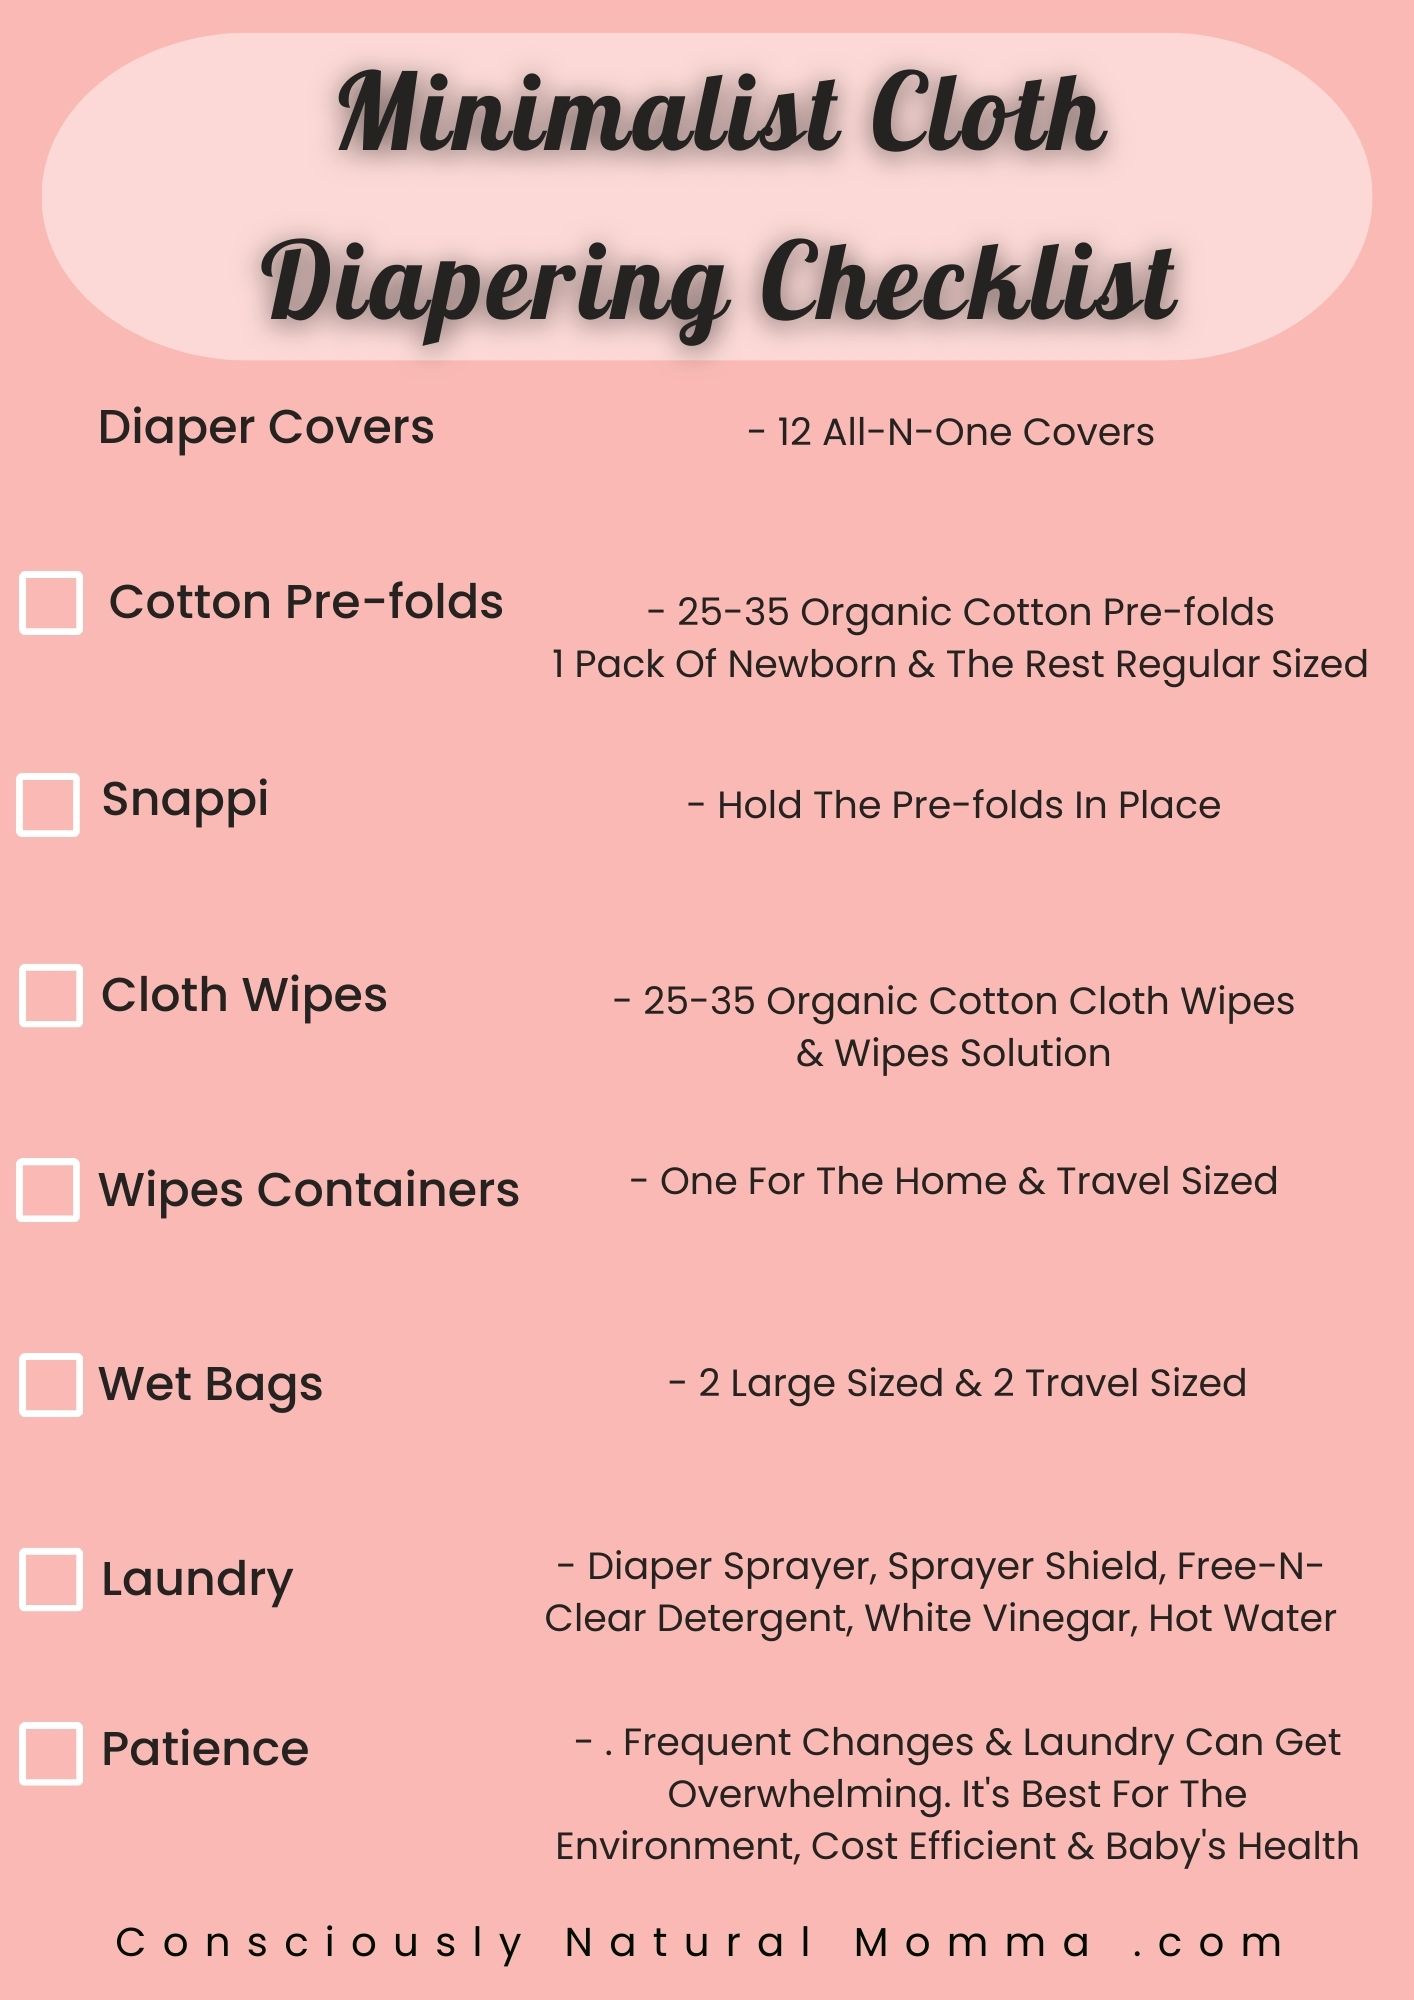 Minimalist Cloth
Diapering Checklist
Diaper Covers
- 12 All-N-One Covers
Cotton Pre-folds
- 25-35 Organic Cotton Pre-folds
1 Pack Of Newborn & The Rest Regular Sized
Snappi
- Hold The Pre-folds In Place
Cloth Wipes
- 25-35 Organic Cotton Cloth Wipes
& Wipes Solution
Wipes Containers
- One For The Home & Travel Sized
Wet Bags
- 2 Large Sized & 2 Travel Sized
Laundry
- Diaper Sprayer, Sprayer Shield, Free-N-
Clear Detergent, White Vinegar, Hot Water
Patience
- . Frequent Changes & Laundry Can Get
Overwhelming. It's Best For The
Environment, Cost Efficient & Baby's Health
Consciously Natural Momma .com